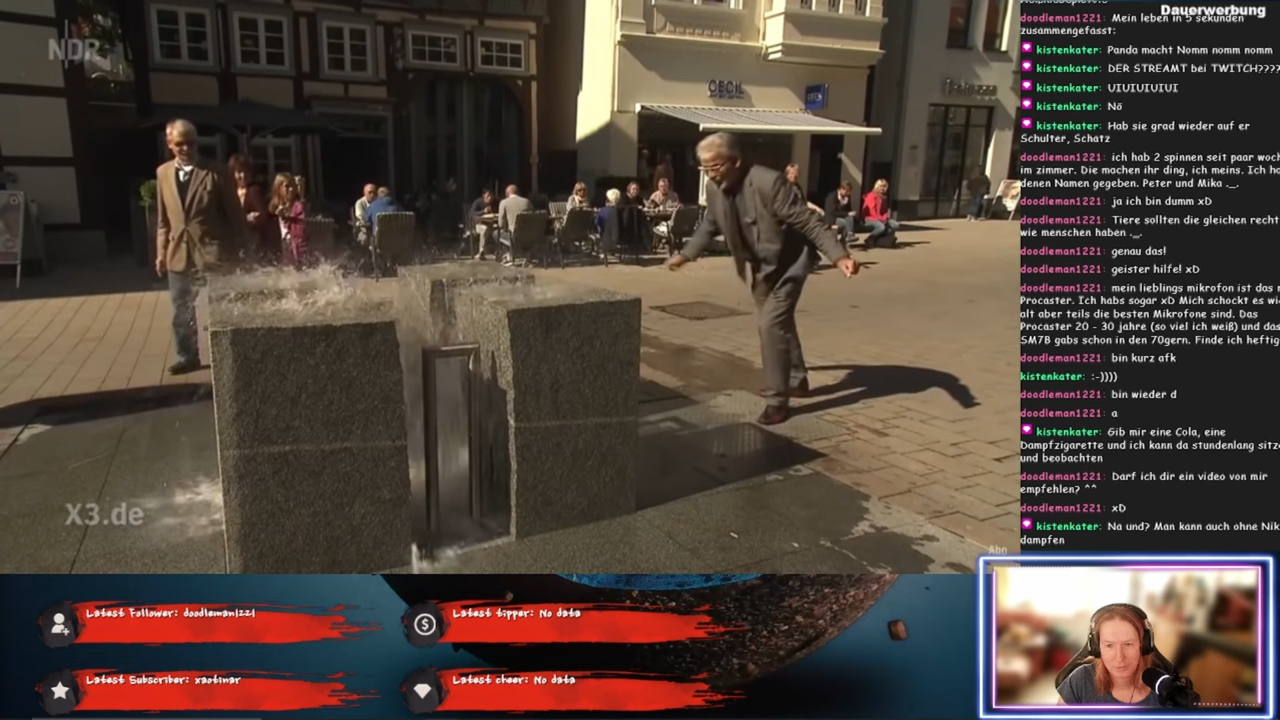 NDR
CECIL
X3.de
Abo
Dauerwerbung
doodleman1221: Mein leben in 5 sekunden
zusammengefasst:
kistenkater: Panda macht Nomm nomm nomm
kistenkater: DER STREAMT bei TWITCH????
kistenkater: UIUIUIUIUI
kistenkater: Nö
kistenkater: Hab sie grad wieder auf er
Schulter, Schatz
doodleman1221: ich hab 2 spinnen seit paar woch
im zimmer. Die machen ihr ding, ich meins. Ich ho
denen Namen gegeben. Peter und Mika ._.
doodleman1221: ja ich bin dumm xD
doodleman1221: Tiere sollten die gleichen recht
wie menschen haben ._.
doodleman1221: genau das!
doodleman1221: geister hilfe! xD
doodleman1221: mein lieblings mikrofon ist das
Procaster. Ich habs sogar xD Mich schockt es wi
alt aber teils die besten Mikrofone sind. Das
Procaster 20 - 30 jahre (so viel ich weiß) und das
SM7B gabs schon in den 70gern. Finde ich heftig
doodleman1221: bin kurz afk
kistenkater: :-))))
doodleman1221: bin wieder d
doodleman1221: a
kistenkater: Gib mir eine Cola, eine
Dampfzigarette und ich kann da stundenlang sitze
und beobachten
doodleman1221: Darf ich dir ein video von mir
empfehlen? ^^
doodleman1221: xD
kistenkater: Na und? Man kann auch ohne Nik
dampfen
Latest Follower: doodleman1221
Latest tipper: No data
Latest Subscriber: xaotinar
Latest cheer: No data